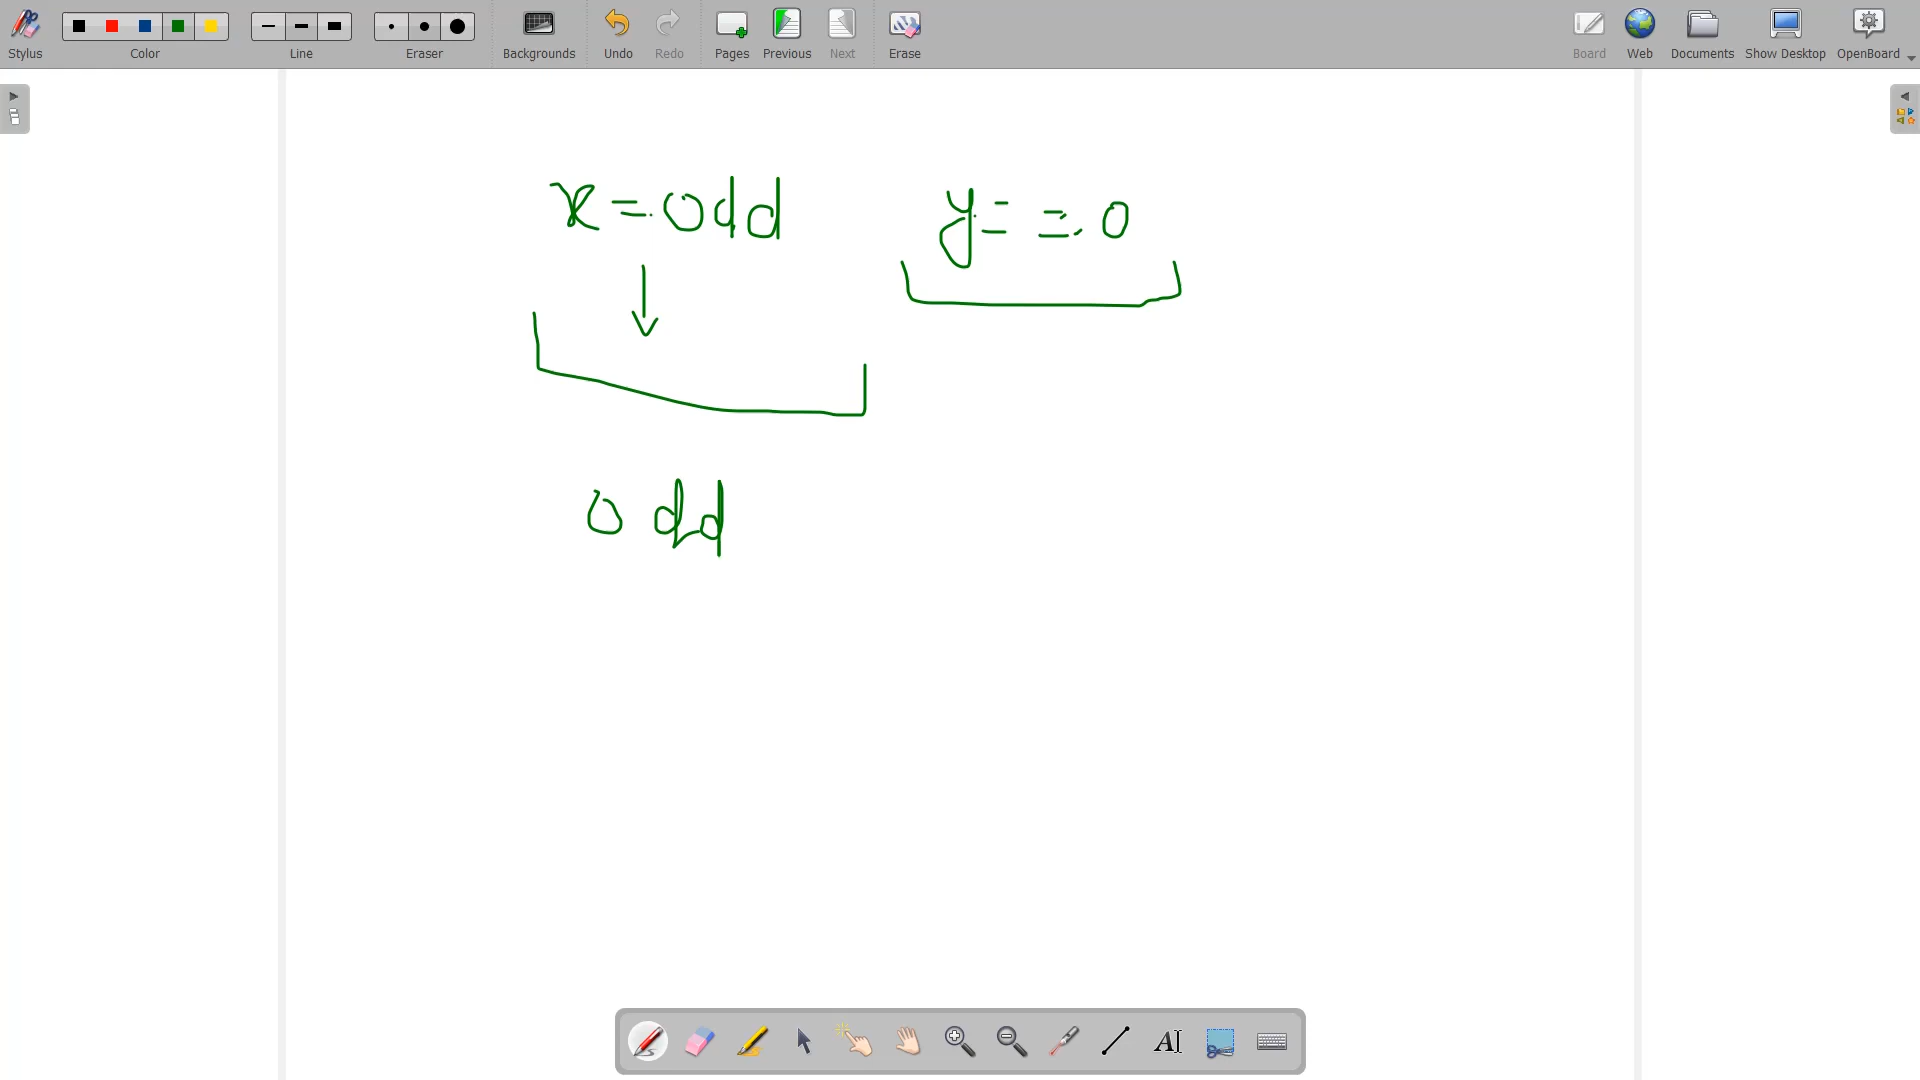 Stylus Color Line Eraser Backgrounds Undo Redo Pages Previous Next Erase Board Web Documents Show Desktop OpenBoard
x = odd y = = 0
odd
AI